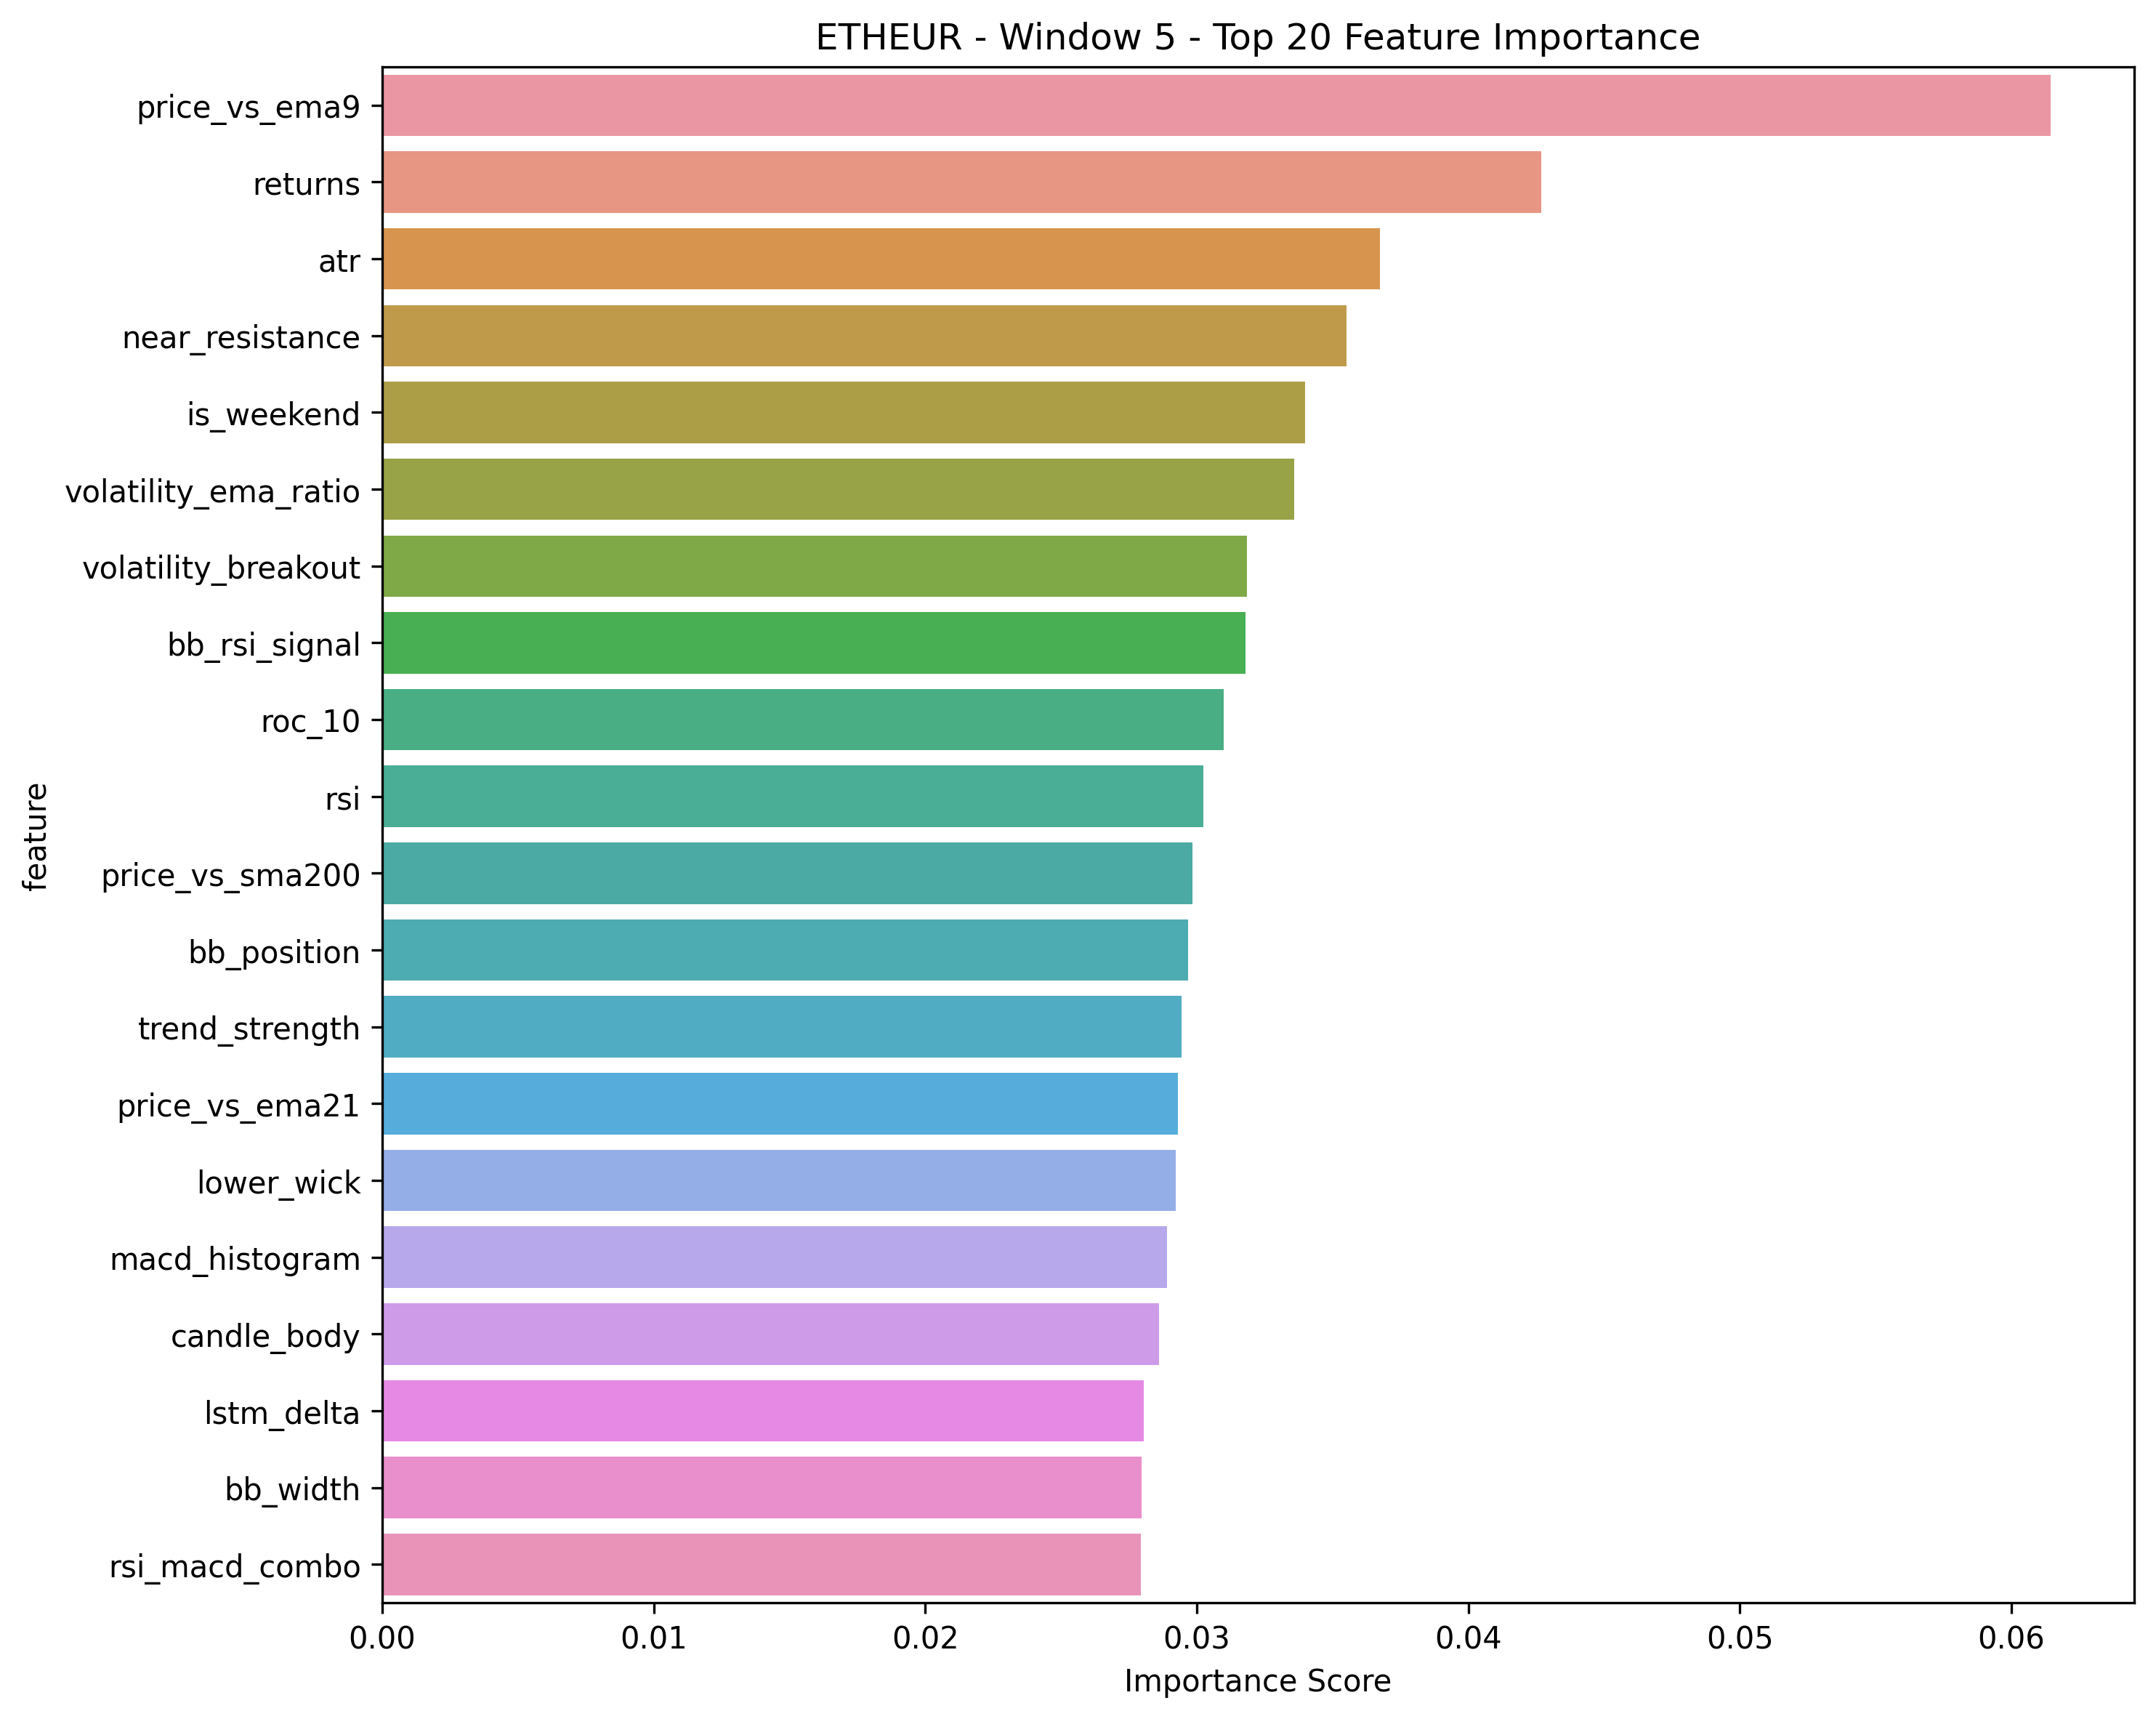 ETHEUR - Window 5 - Top 20 Feature Importance
price_vs_ema9
returns
atr
near_resistance
is_weekend
volatility_ema_ratio
volatility_breakout
bb_rsi_signal
roc_10
rsi
price_vs_sma200
bb_position
trend_strength
price_vs_ema21
lower_wick
macd_histogram
candle_body
lstm_delta
bb_width
rsi_macd_combo
feature
0.00 0.01 0.02 0.03 0.04 0.05 0.06
Importance Score